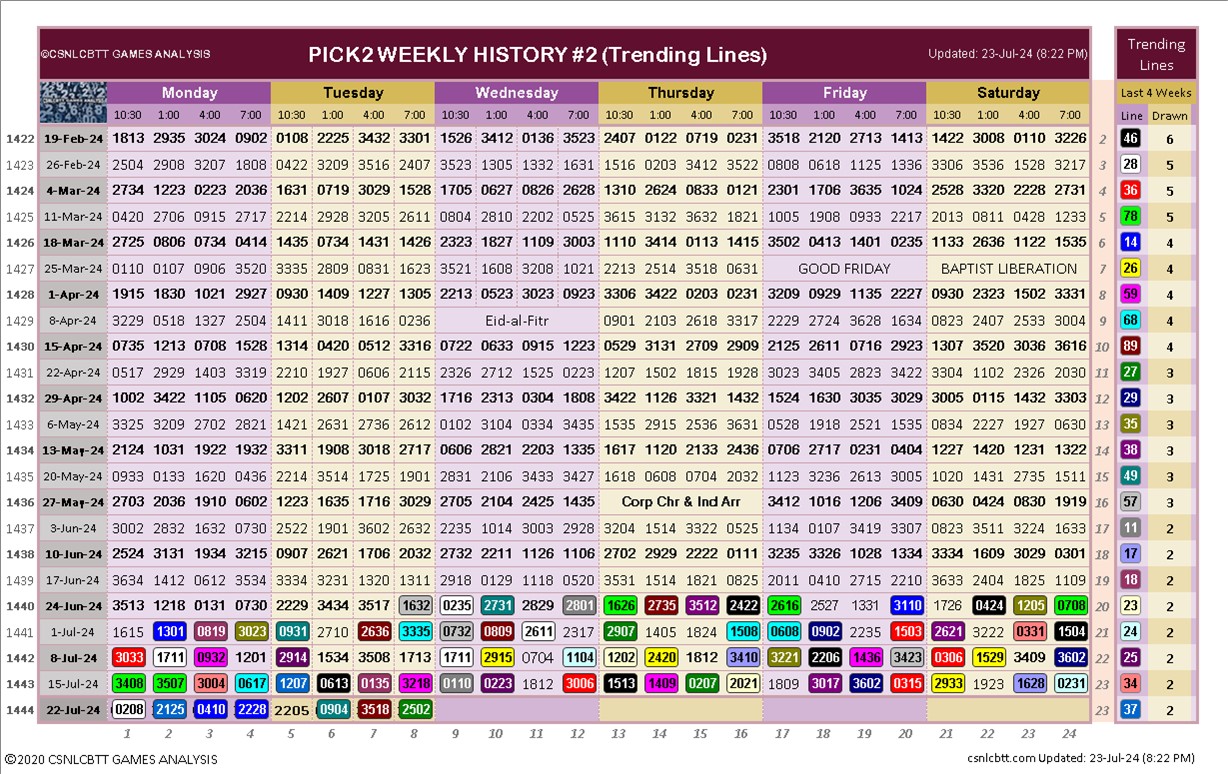 ©CSNLCBTT GAMES ANALYSIS PICK2 WEEKLY HISTORY #2 (Trending Lines) Updated: 23-Jul-24 (8:22 PM) Trending Lines
Monday Tuesday Wednesday Thursday Friday Saturday Last 4 Weeks
10:30 1:00 4:00 7:00 10:30 1:00 4:00 7:00 10:30 1:00 4:00 7:00 10:30 1:00 4:00 7:00 10:30 1:00 4:00 7:00 10:30 1:00 4:00 7:00 Line Drawn
1422 19-Feb-24 1813 2935 3024 0902 0108 2225 3432 3301 1526 3412 0136 3523 2407 0122 0719 0231 3518 2120 2713 1413 1422 3008 0110 3226 2 46 6
1423 26-Feb-24 2504 2908 3207 1808 0422 3209 3516 2407 3523 1305 1332 1631 1516 0203 3412 3522 0808 0618 1125 1336 3306 3536 1528 3217 3 28 5
1424 4-Mar-24 2734 1223 0223 2036 1631 0719 3029 1528 1705 0627 0826 2628 1310 2624 0833 0121 2301 1706 3635 1024 2528 3320 2228 2731 4 36 5
1425 11-Mar-24 0420 2706 0915 2717 2214 2928 3205 2611 0804 2810 2202 0525 3615 3132 3632 1821 1005 1908 0933 2217 2013 0811 0428 1233 5 78 5
1426 18-Mar-24 2725 0806 0734 0414 1435 0734 1431 1426 2323 1827 1109 3003 1110 3414 0113 1415 3502 0413 1401 0235 1133 2636 1122 1535 6 14 4
1427 25-Mar-24 0110 0107 0906 3520 3335 2809 0831 1623 3521 1608 3208 1021 2213 2514 3518 0631 GOOD FRIDAY BAPTIST LIBERATION 7 26 4
1428 1-Apr-24 1915 1830 1021 2927 0930 1409 1227 1305 2213 0523 3023 0923 3306 3422 0203 0231 3209 0929 1135 2227 0930 2323 1502 3331 8 59 4
1429 8-Apr-24 3229 0518 1327 2504 1411 3018 1616 0236 Eid-al-Fitr 0901 2103 2618 3317 2229 2724 3628 1634 0823 2407 2533 3004 9 68 4
1430 15-Apr-24 0735 1213 0708 1528 1314 0420 0512 3316 0722 0633 0915 1223 0529 3131 2709 2909 2125 2611 0716 2923 1307 3520 3036 3616 10 89 4
1431 22-Apr-24 0517 2929 1403 3319 2210 1927 0606 2115 2326 2712 1525 0223 1207 1502 1815 1928 3023 3405 2823 3422 3304 1102 2326 2030 11 27 3
1432 29-Apr-24 1002 3422 1105 0620 1202 2607 0107 3032 1716 2313 0304 1808 3422 1126 3321 1432 1524 1630 3035 3029 3005 0115 1432 3303 12 29 3
1433 6-May-24 3325 3209 2702 2821 1421 2631 2736 2612 0102 3104 0334 3435 1535 2915 2536 3631 0528 1918 2521 1535 0834 2227 1927 0630 13 35 3
1434 13-May-24 2124 1031 1922 1932 3311 1908 3018 2717 0606 2821 2203 1335 1617 1120 2133 2436 0706 2717 0231 0404 1227 1420 1231 1322 14 38 3
1435 20-May-24 0933 0133 1620 0436 2214 3514 1725 1901 2831 2106 3433 3427 1618 0608 0704 2032 1123 3236 2613 3005 1020 1431 2735 1511 15 49 3
1436 27-May-24 2703 2036 1910 0602 1223 1635 1716 3029 2705 2104 2425 1435 Corp Chr & Ind Arr 3412 1016 1206 3409 0630 0424 0830 1919 16 57 3
1437 3-Jun-24 3002 2832 1632 0730 2522 1901 3602 2632 2235 1014 3003 2928 3204 1514 3322 0525 1134 0107 3419 3307 0823 3511 3224 1633 17 11 2
1438 10-Jun-24 2524 3131 1934 3215 0907 2621 1706 2032 2732 2211 1126 1106 2702 2929 2222 0111 3235 3326 1028 1334 3334 1609 3029 0301 18 17 2
1439 17-Jun-24 3634 1412 0612 3534 3334 3231 1320 1311 2918 0129 1118 0520 3531 1514 1821 0825 2011 0410 2715 2210 3633 2404 1825 1109 19 18 2
1440 24-Jun-24 3513 1218 0131 0730 2229 3434 3517 1632 0235 2731 2829 2801 1626 2735 3512 2422 2616 2527 1331 3110 1726 0424 1205 0708 20 23 2
1441 1-Jul-24 1615 1301 0819 3023 0931 2710 2636 3335 0732 0809 2611 2317 2907 1405 1824 1508 0608 0902 2235 1503 2621 3222 0331 1504 21 24 2
1442 8-Jul-24 3033 1711 0932 1201 2914 1534 3508 1713 1711 2915 0704 1104 1202 2420 1812 3410 3221 2206 1436 3423 0306 1529 3409 3602 22 25 2
1443 15-Jul-24 3408 3507 3004 0617 1207 0613 0135 3218 0110 0223 1812 3006 1513 1409 0207 2021 1809 3017 3602 0315 2933 1923 1628 0231 23 34 2
1444 22-Jul-24 0208 2125 0410 2228 2205 0904 3518 2502 23 37 2
1 2 3 4 5 6 7 8 9 10 11 12 13 14 15 16 17 18 19 20 21 22 23 24
©2020 CSNLCBTT GAMES ANALYSIS csnlcbtt.com Updated: 23-Jul-24 (8:22 PM)